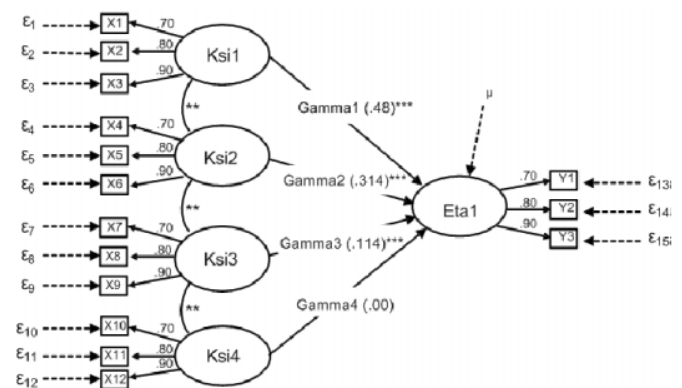 ε1 X1 .70
ε2 X2 .80 Ksi1
ε3 X3 .90
**
Gamma1 (.48)***
μ
ε4 X4 .70
ε5 X5 .80 Ksi2
ε6 X6 .90
Gamma2 (.314)***
**
.70 Y1 ε13
Eta1 .80 Y2 ε14
.90 Y3 ε15
ε7 X7 .70
ε8 X8 .80 Ksi3
ε9 X9 .90
Gamma3 (.114)***
**
Gamma4 (.00)
ε10 X10 .70
ε11 X11 .80 Ksi4
ε12 X12 .90